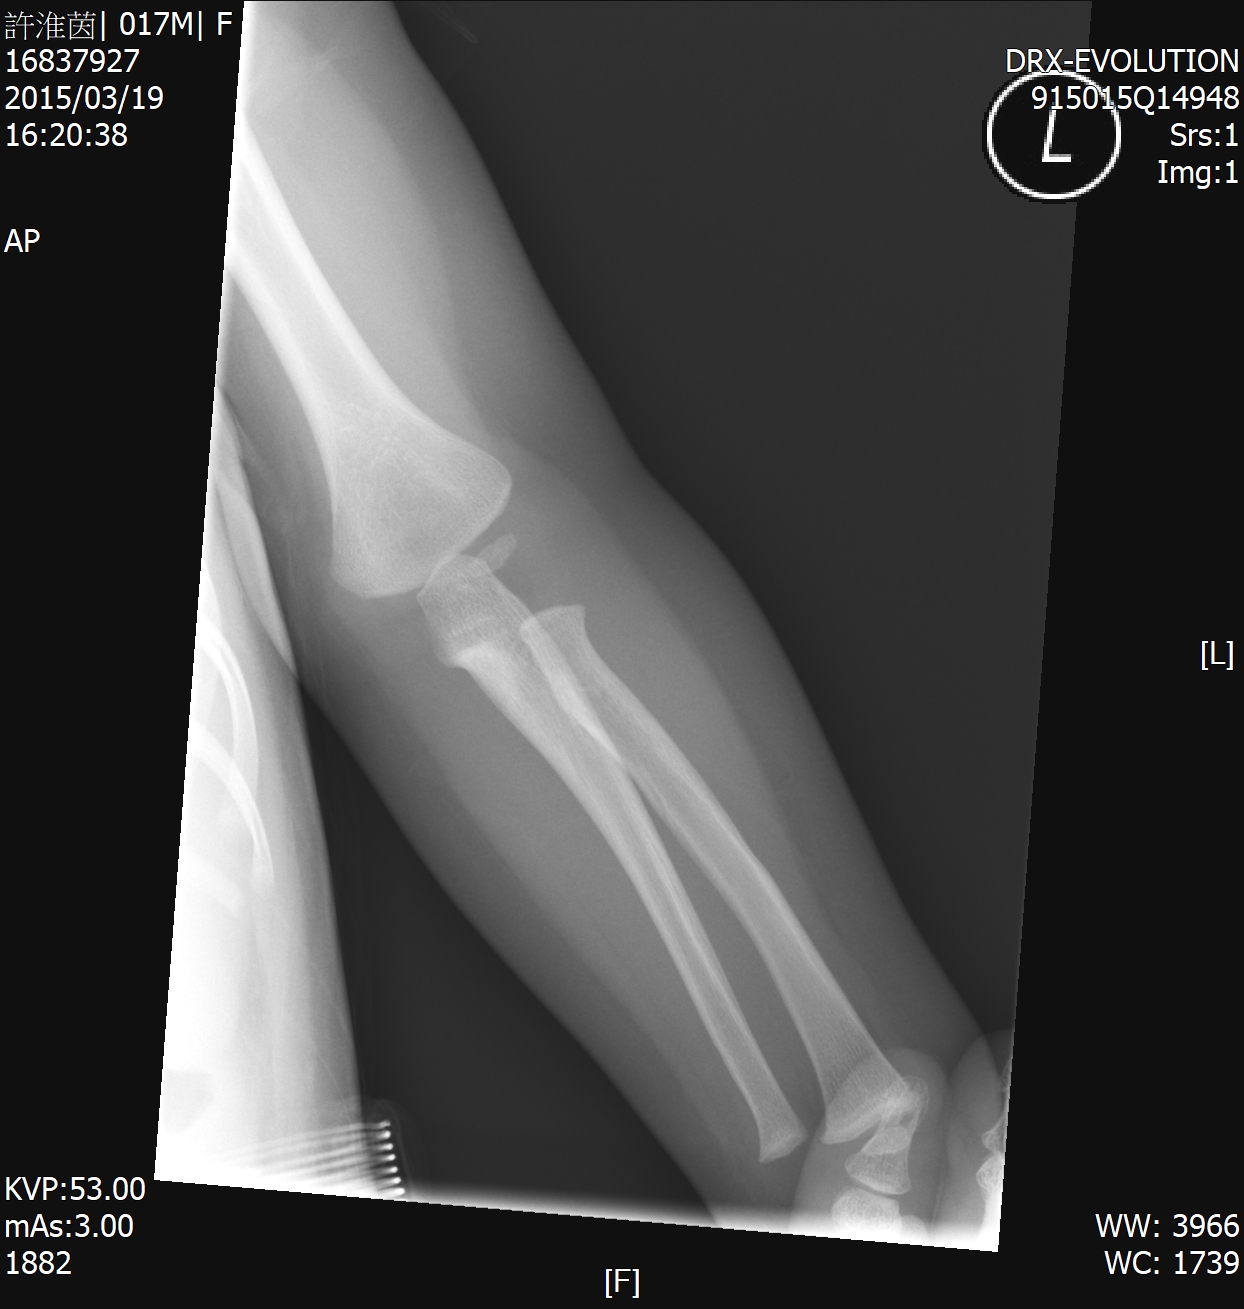 許淮茵| 017M| F
16837927
2015/03/19
16:20:38
AP
DRX-EVOLUTION
915015Q14948
Srs:1
Img:1
L
[L]
KVP:53.00
mAs:3.00
1882
[F]
WW: 3966
WC: 1739